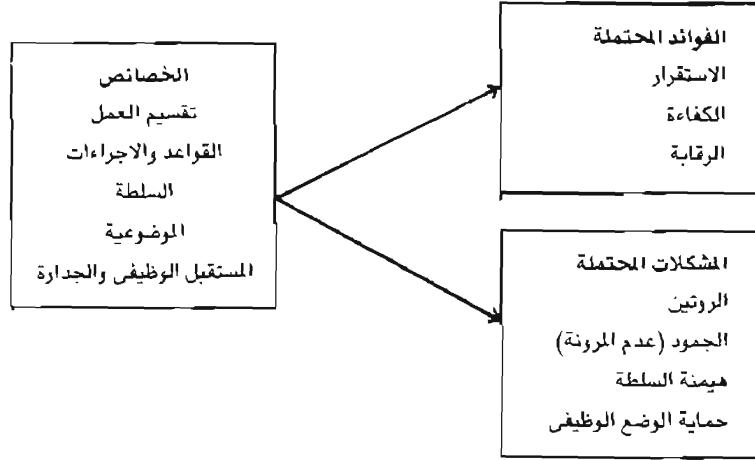 الخصائص
تقسيم العمل
القواعد والاجراءات
السلطة
الموضوعية
المستقبل الوظيفى والجدارة
الفوائد المحتملة
الاستقرار
الكفاءة
الرقابة
المشكلات المحتملة
الروتين
الجمود (عدم المرونة)
هيمنة السلطة
حماية الوضع الوظيفى